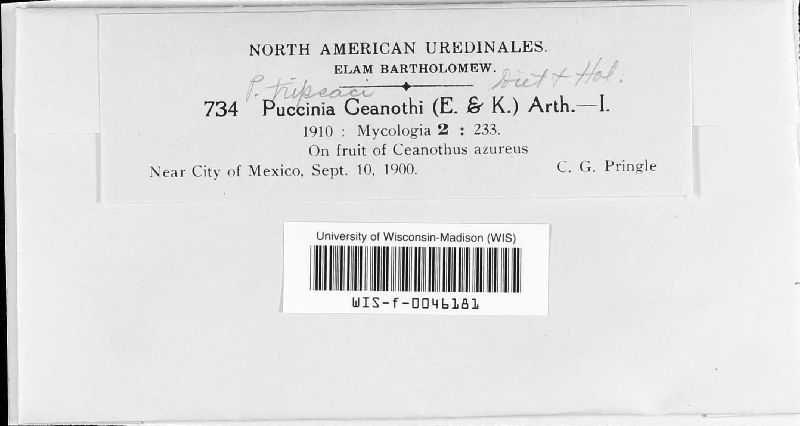 NORTH AMERICAN UREDINALES.
ELAM BARTHOLOMEW.
P. tripsaci Diet & Hol.
734 Puccinia Ceanothi (E. & K.) Arth.—I.
1910 : Mycologia 2 : 233.
On fruit of Ceanothus azureus
Near City of Mexico, Sept. 10, 1900. C. G. Pringle
University of Wisconsin-Madison (WIS)
WIS-f-0046181